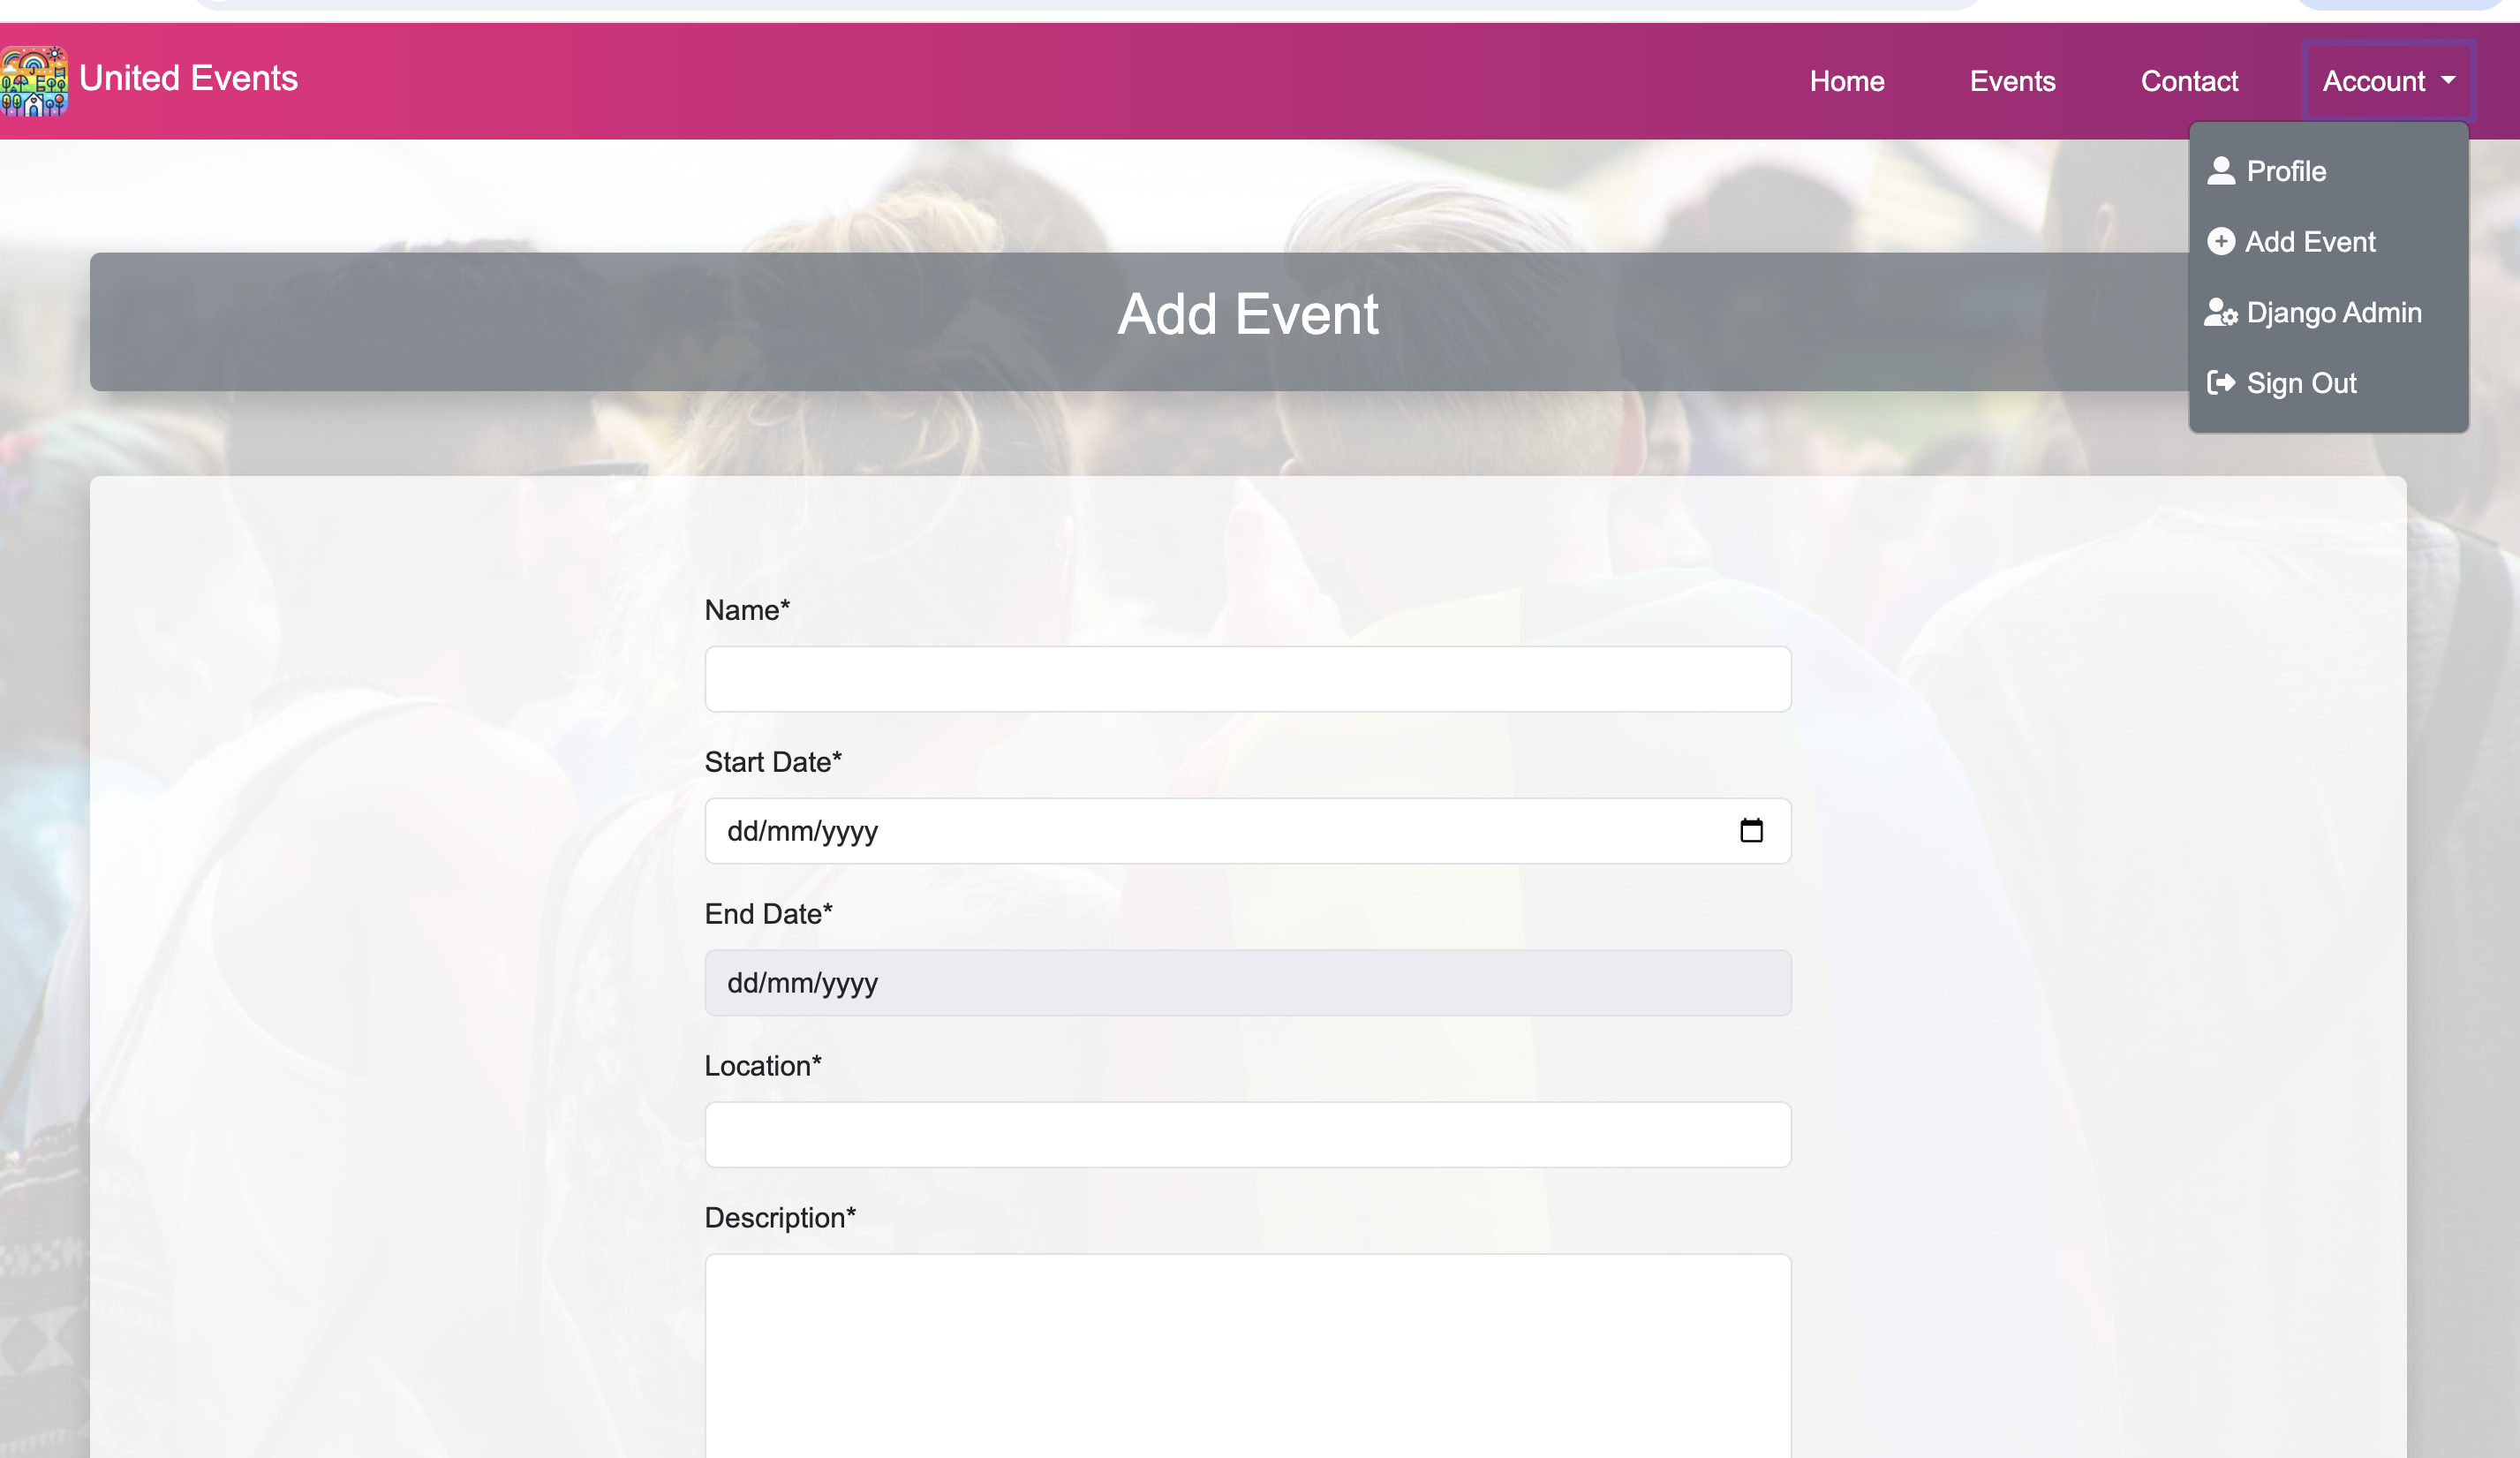 United Events
Home
Events
Contact
Account
Profile
Add Event
Django Admin
Sign Out
Add Event
Name*
Start Date*
dd/mm/yyyy
End Date*
dd/mm/yyyy
Location*
Description*